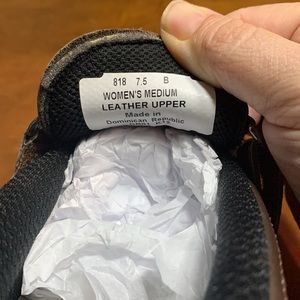 818 7.5 B
WOMEN'S MEDIUM
LEATHER UPPER
Made in
Dominican Republic